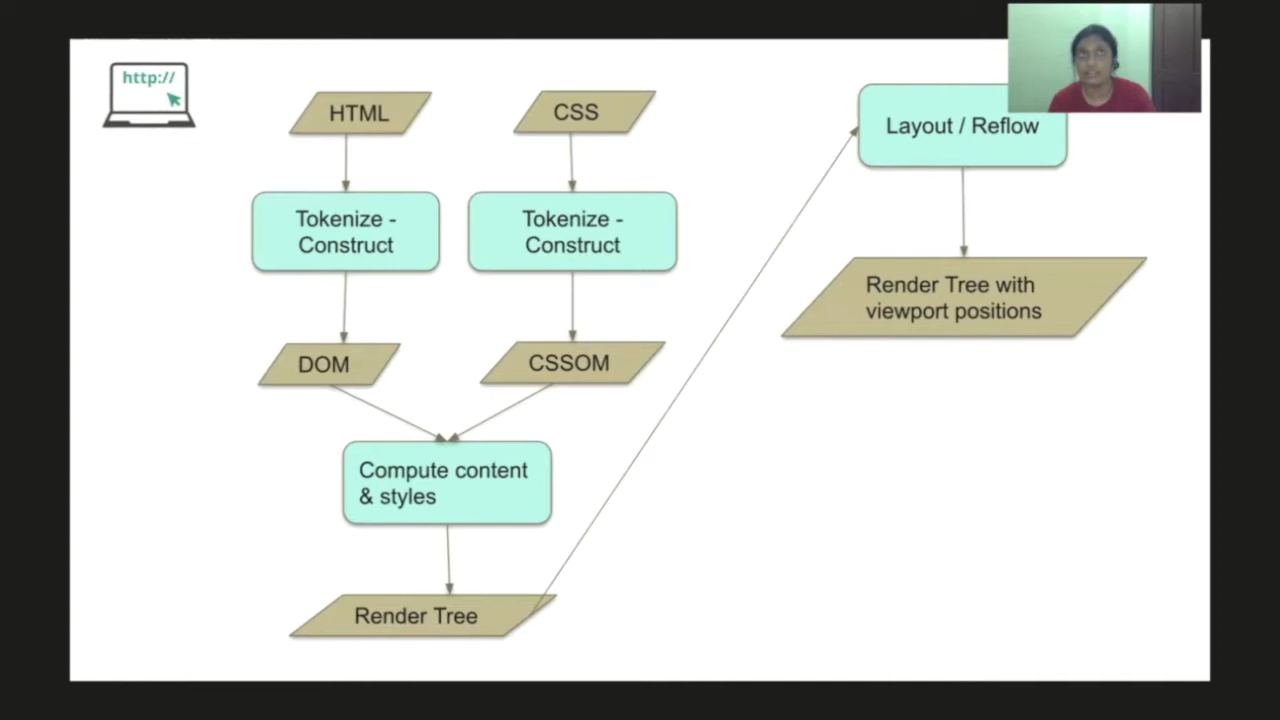 http://
HTML
CSS
Tokenize -
Construct
Tokenize -
Construct
DOM
CSSOM
Compute content
& styles
Render Tree
Layout / Reflow
Render Tree with
viewport positions